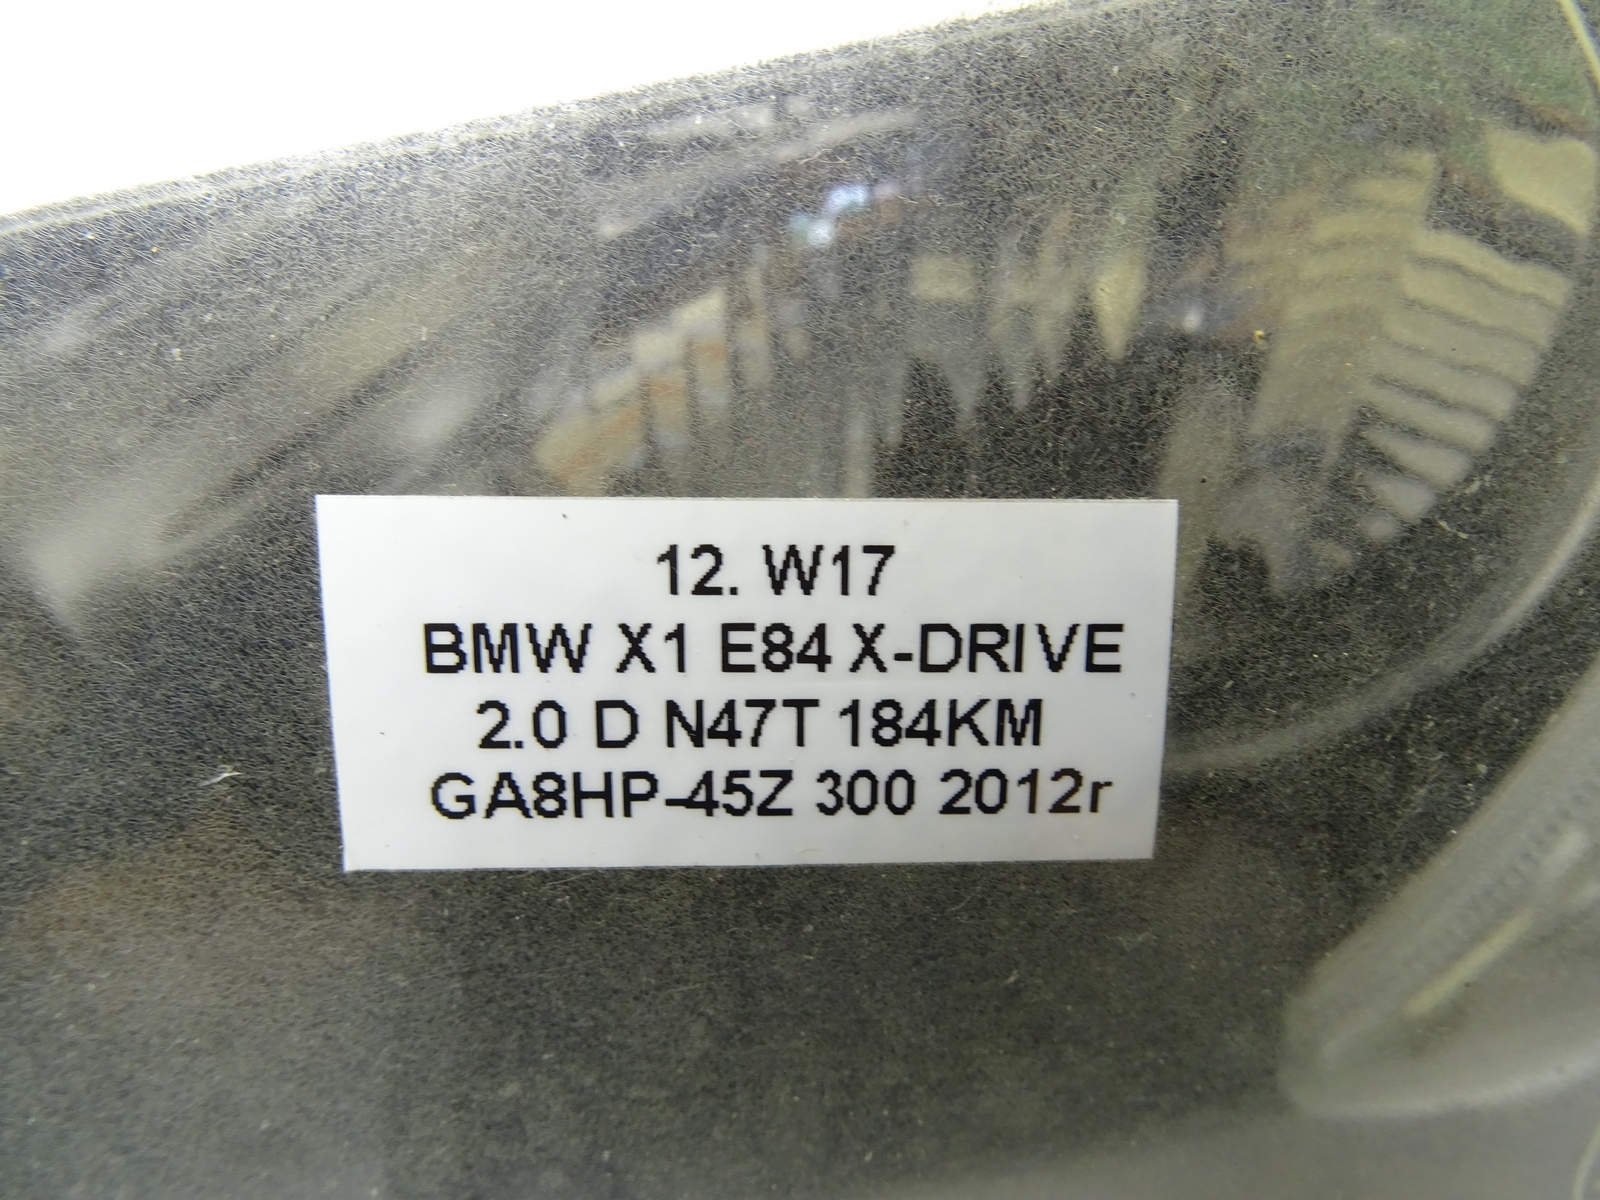 12. W17
BMW X1 E84 X-DRIVE
2.0 D N47T 184KM
GA8HP-45Z 300 2012r